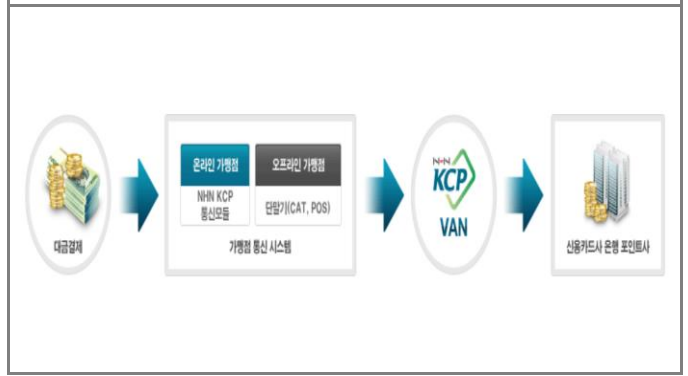 대금결제
온라인 가맹점
NHN KCP
통신모듈
오프라인 가맹점
단말기(CAT, POS)
가맹점 통신 시스템
NHN
KCP
VAN
신용카드사 은행 포인트사